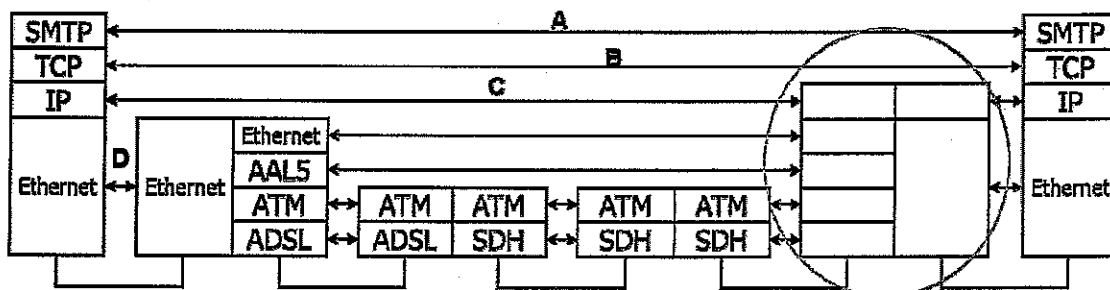 A
SMTP SMTP
TCP B TCP
IP C IP
Ethernet
D
Ethernet Ethernet AAL5 Ethernet
ATM ATM ATM ATM ATM
ADSL ADSL SDH SDH SDH